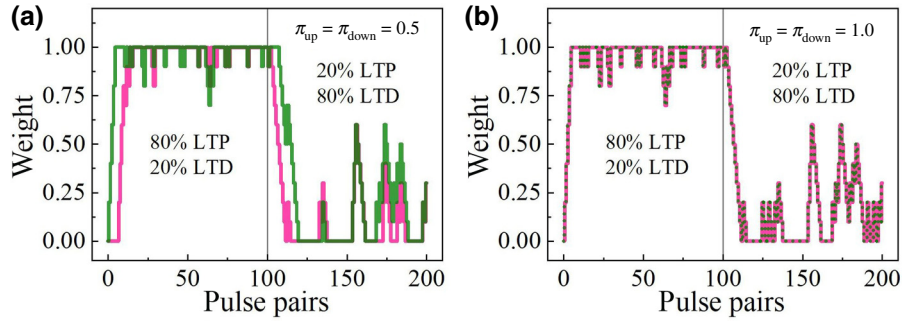 (a)
π_up = π_down = 0.5
1.00
20% LTP
80% LTD
0.75
Weight
0.50
80% LTP
20% LTD
0.25
0.00
0 50 100 150 200
Pulse pairs
(b)
π_up = π_down = 1.0
1.00
20% LTP
80% LTD
0.75
Weight
0.50
80% LTP
20% LTD
0.25
0.00
0 50 100 150 200
Pulse pairs